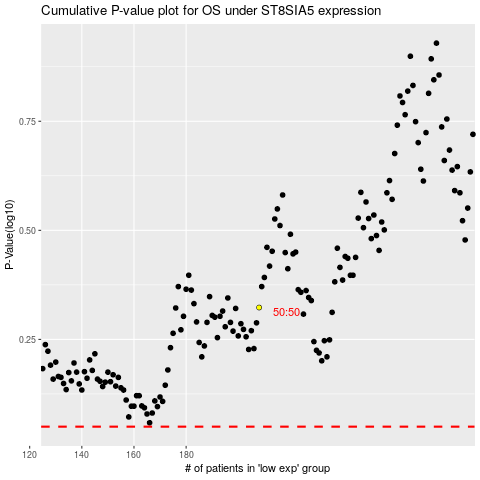 Cumulative P-value plot for OS under ST8SIA5 expression
P-Value(log10)
0.75
0.50
0.25
50:50
120
140
160
180
# of patients in 'low exp' group